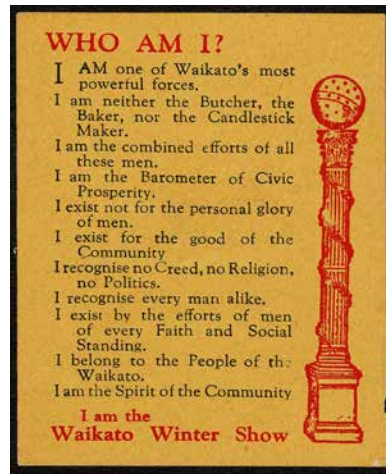 WHO AM I?
I AM one of Waikato's most
powerful forces.
I am neither the Butcher, the
Baker, nor the Candlestick
Maker.
I am the combined efforts of all
these men.
I am the Barometer of Civic
Prosperity.
I exist not for the personal glory
of men.
I exist for the good of the
Community
I recognise no Creed, no Religion,
no Politics.
I recognise every man alike.
I exist by the efforts of men
of every Faith and Social
Standing.
I belong to the People of the
Waikato.
I am the Spirit of the Community
I am the
Waikato Winter Show